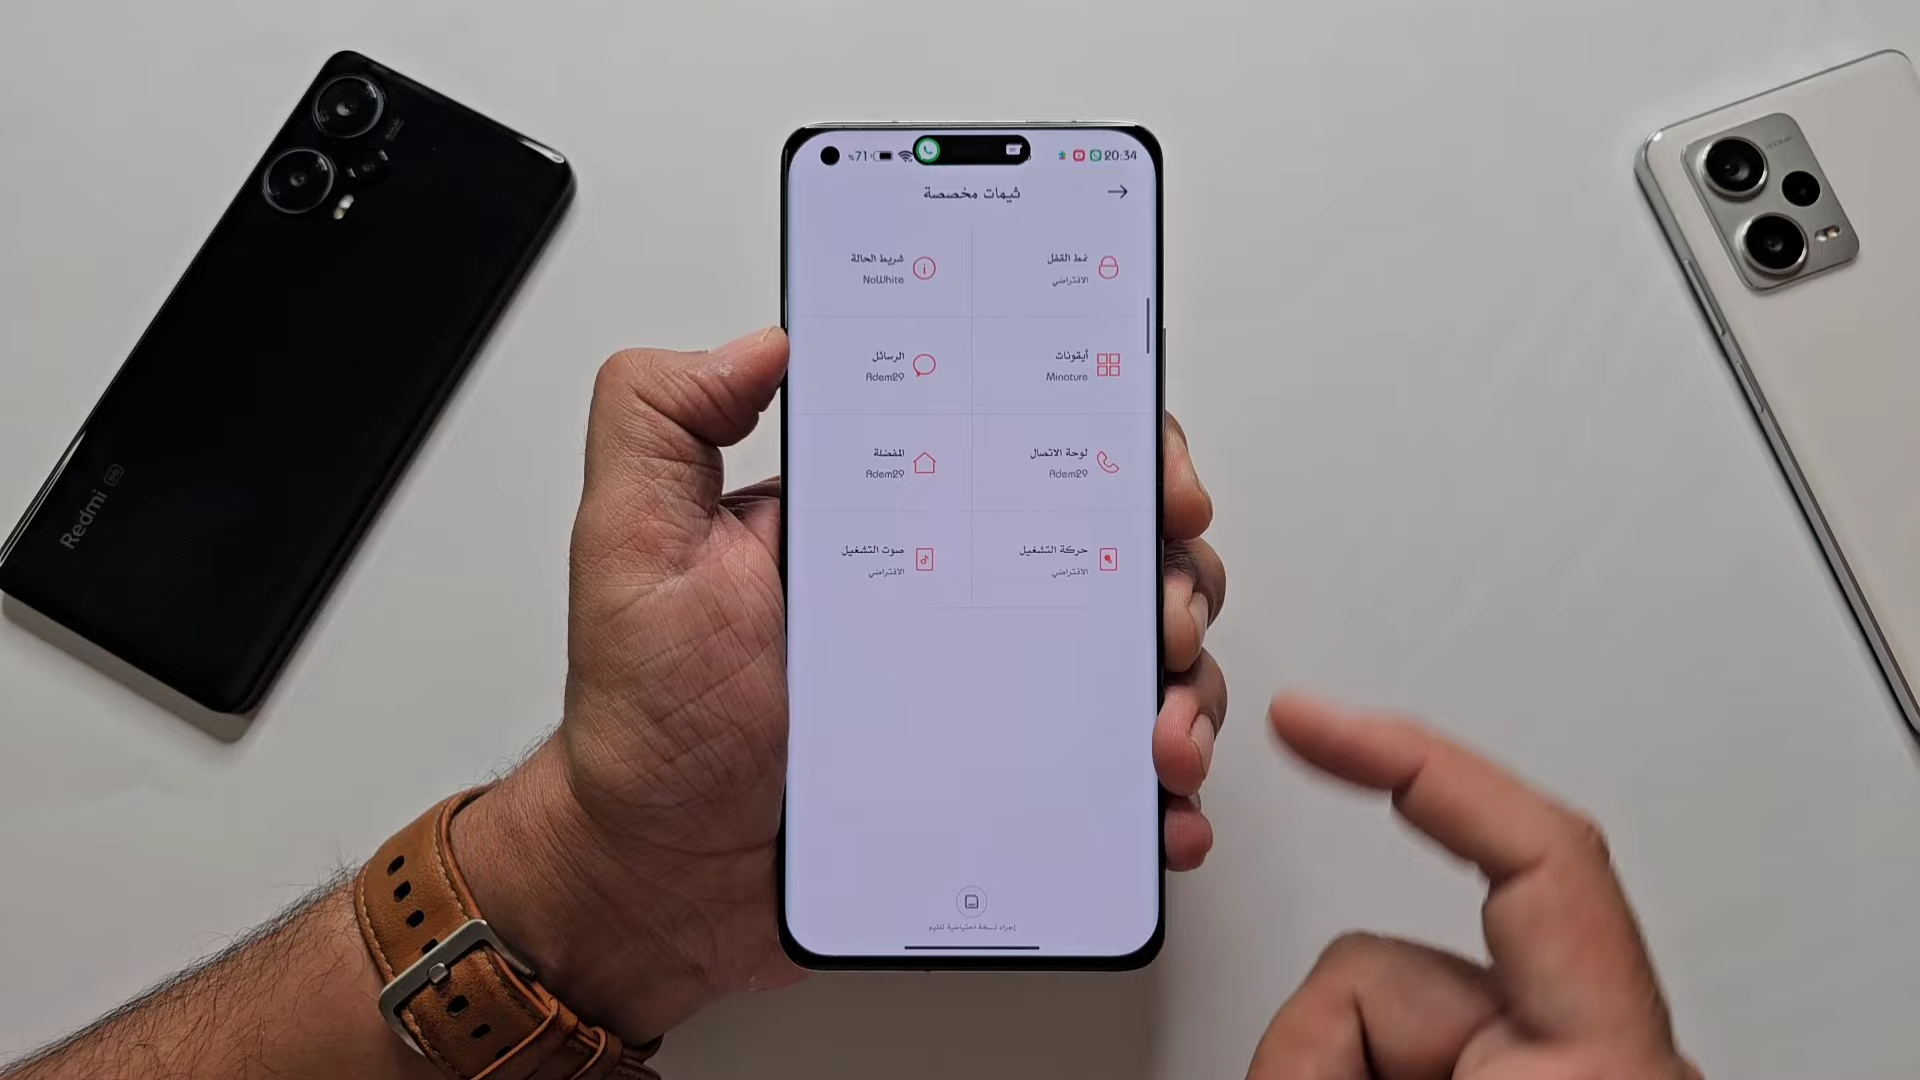 20:34
%71
ثيمات مخصصة
نمط القفل
الافتراضي
شريط الحالة
NoWhite
أيقونات
Minature
الرسائل
Adem29
لوحة الاتصال
Adem29
المفضلة
Adem29
حركة التشغيل
الافتراضي
صوت التشغيل
الافتراضي
إجراء نسخة احتياطية للثيم
Redmi 5G